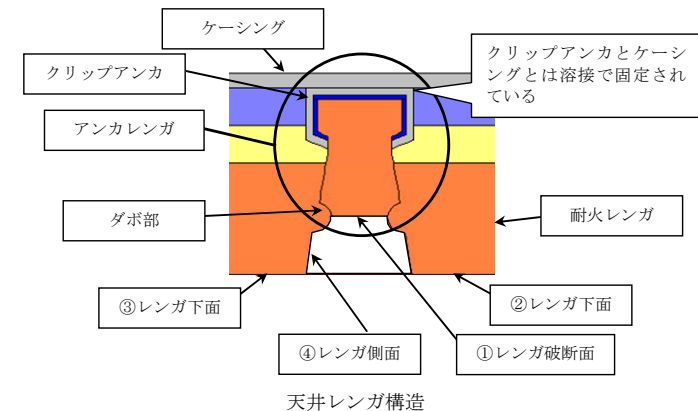 ケーシング
クリップアンカ
クリップアンカとケーシ
ングとは溶接で固定され
ている
アンカレンガ
ダボ部
耐火レンガ
③レンガ下面
②レンガ下面
④レンガ側面
①レンガ破断面
天井レンガ構造